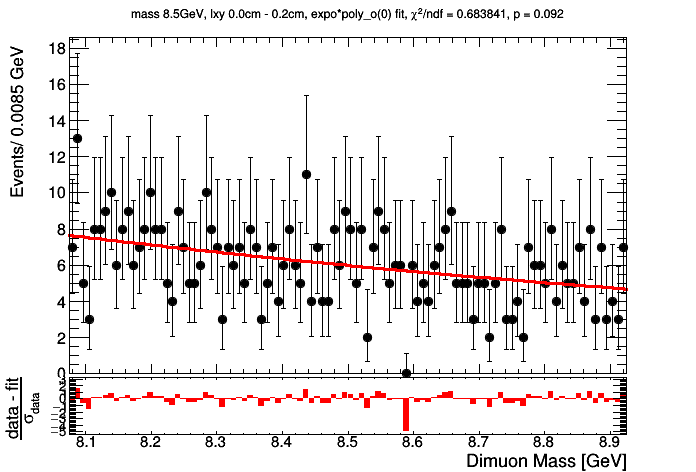 mass 8.5GeV, lxy 0.0cm - 0.2cm, expo*poly_o(0) fit, χ²/ndf = 0.683841, p = 0.092
Events/ 0.0085 GeV
18
16
14
12
10
8
6
4
2
0
data - fit
σdata
8.1 8.2 8.3 8.4 8.5 8.6 8.7 8.8 8.9
Dimuon Mass [GeV]